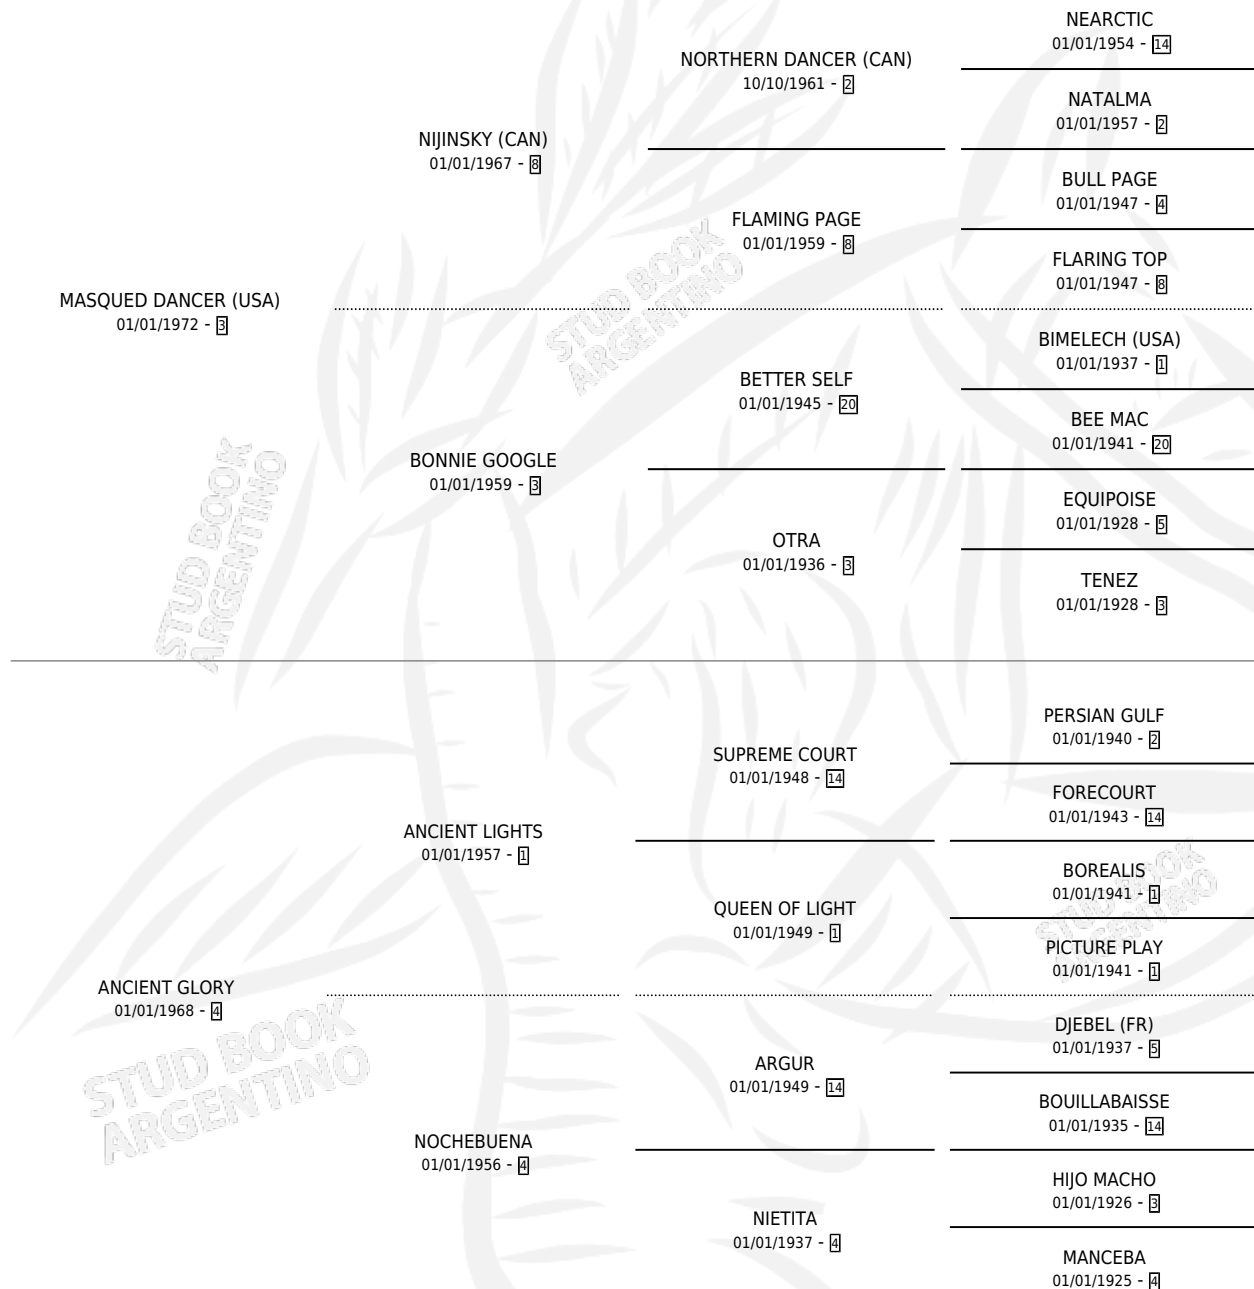 NEARCTIC
01/01/1954 - 14
NORTHERN DANCER (CAN)
10/10/1961 - 2
NATALMA
01/01/1957 - 2
NIJINSKY (CAN)
01/01/1967 - 8
BULL PAGE
01/01/1947 - 4
FLAMING PAGE
01/01/1959 - 8
FLARING TOP
01/01/1947 - 8
MASQUED DANCER (USA)
01/01/1972 - 3
BIMELECH (USA)
01/01/1937 - 1
BETTER SELF
01/01/1945 - 20
BEE MAC
01/01/1941 - 20
BONNIE GOOGLE
01/01/1959 - 3
EQUIPOISE
01/01/1928 - 5
OTRA
01/01/1936 - 3
TENEZ
01/01/1928 - 3
PERSIAN GULF
01/01/1940 - 2
SUPREME COURT
01/01/1948 - 14
FORECOURT
01/01/1943 - 14
ANCIENT LIGHTS
01/01/1957 - 1
BOREALIS
01/01/1941 - 1
QUEEN OF LIGHT
01/01/1949 - 1
PICTURE PLAY
01/01/1941 - 1
ANCIENT GLORY
01/01/1968 - 4
DJEBEL (FR)
01/01/1937 - 5
ARGUR
01/01/1949 - 14
BOUILLABAISSE
01/01/1935 - 14
NOCHEBUENA
01/01/1956 - 4
HIJO MACHO
01/01/1926 - 3
NIETITA
01/01/1937 - 4
MANCEBA
01/01/1925 - 4
STUD BOOK
ARGENTINO
STUD BOOK
ARGENTINO
STUD BOOK
ARGENTINO
STUD BOOK
ARGENTINO